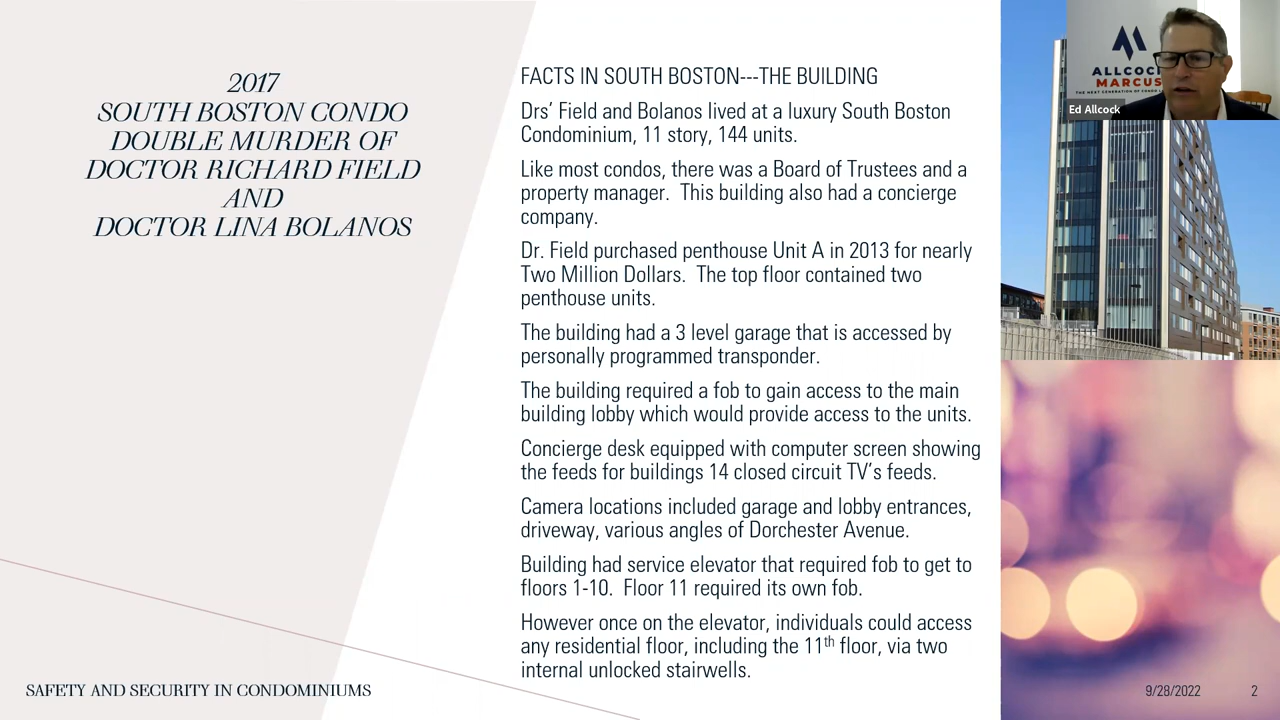 2017
SOUTH BOSTON CONDO
DOUBLE MURDER OF
DOCTOR RICHARD FIELD
AND
DOCTOR LINA BOLANOS
FACTS IN SOUTH BOSTON---THE BUILDING
Drs' Field and Bolanos lived at a luxury South Boston
Condominium, 11 story, 144 units.
Like most condos, there was a Board of Trustees and a
property manager. This building also had a concierge
company.
Dr. Field purchased penthouse Unit A in 2013 for nearly
Two Million Dollars. The top floor contained two
penthouse units.
The building had a 3 level garage that is accessed by
personally programmed transponder.
The building required a fob to gain access to the main
building lobby which would provide access to the units.
Concierge desk equipped with computer screen showing
the feeds for buildings 14 closed circuit TV's feeds.
Camera locations included garage and lobby entrances,
driveway, various angles of Dorchester Avenue.
Building had service elevator that required fob to get to
floors 1-10. Floor 11 required its own fob.
However once on the elevator, individuals could access
any residential floor, including the 11th floor, via two
internal unlocked stairwells.
ALLCOC
MARCUS
THE NEXT GENERATION OF CONDO L
Ed Allcock
SAFETY AND SECURITY IN CONDOMINIUMS
9/28/2022
2